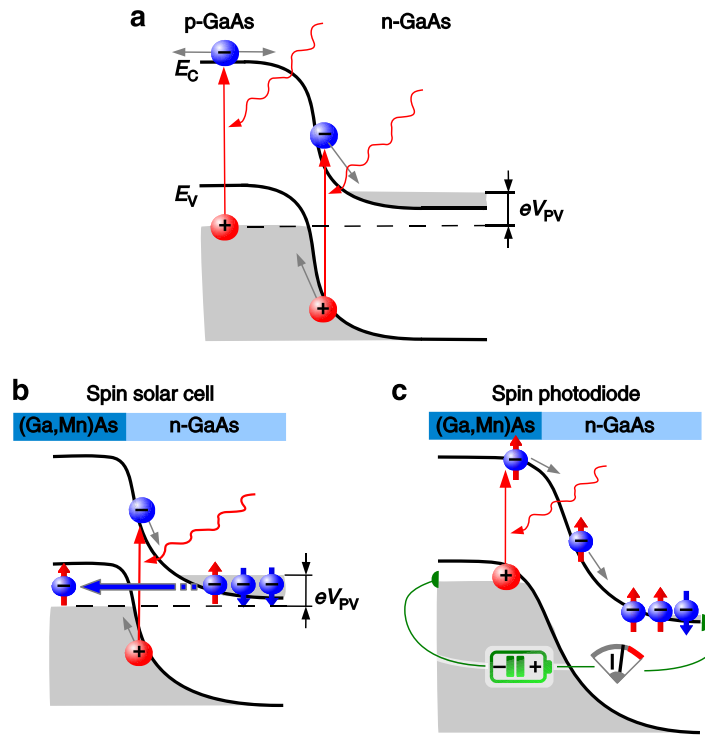 a
p-GaAs
n-GaAs
−
E_C
−
E_V
eV_PV
+
+
b
Spin solar cell
(Ga,Mn)As
n-GaAs
−
−
−
−
−
eV_PV
+
c
Spin photodiode
(Ga,Mn)As
n-GaAs
−
−
+
−
−
−
− +
I